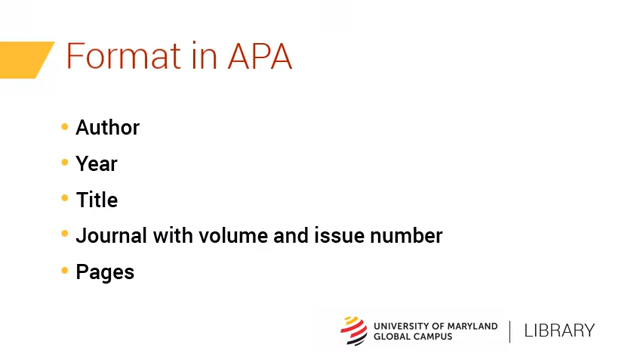 Format in APA
Author
Year
Title
Journal with volume and issue number
Pages
UNIVERSITY OF MARYLAND
GLOBAL CAMPUS
LIBRARY